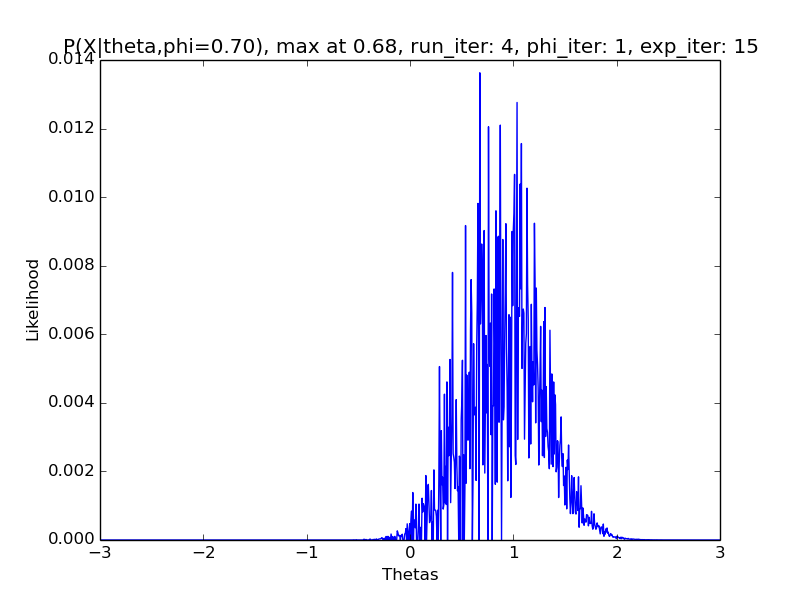 P(X|theta,phi=0.70), max at 0.68, run_iter: 4, phi_iter: 1, exp_iter: 15
0.014
0.012
0.010
0.008
0.006
0.004
0.002
0.000
Likelihood
−3 −2 −1 0 1 2 3
Thetas